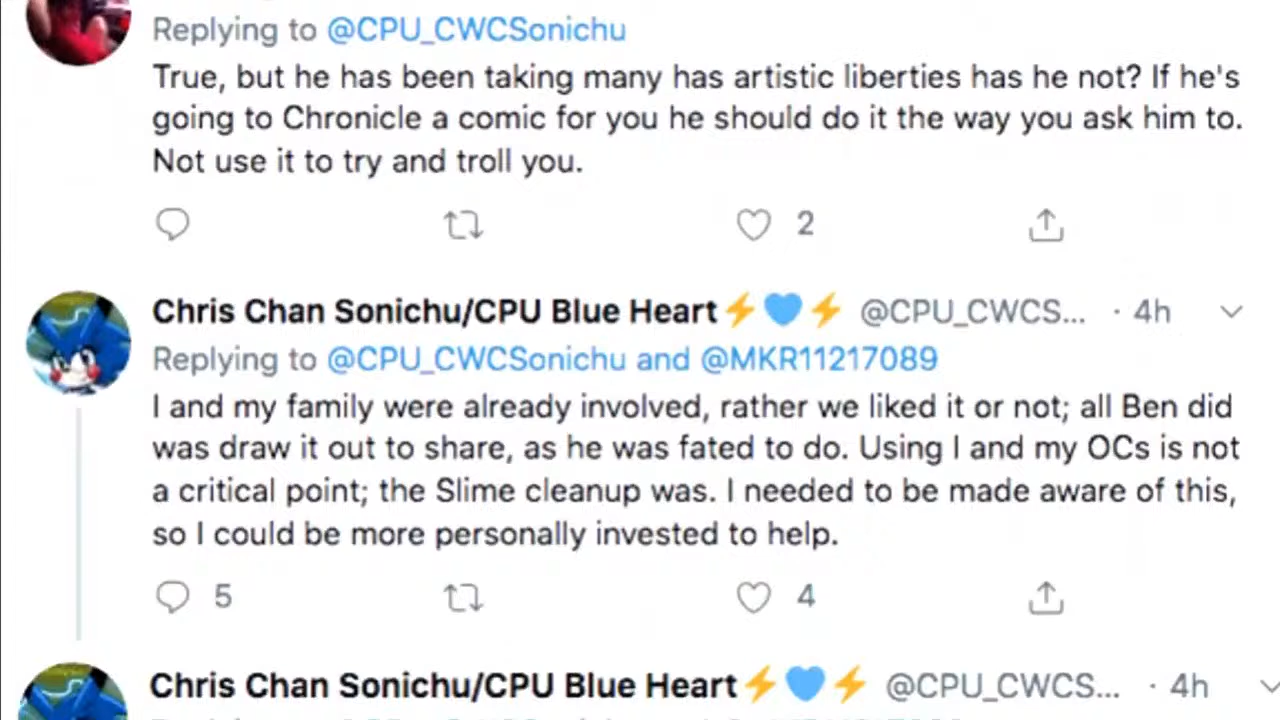 Replying to @CPU_CWCSonichu
True, but he has been taking many has artistic liberties has he not? If he's
going to Chronicle a comic for you he should do it the way you ask him to.
Not use it to try and troll you.
2
Chris Chan Sonichu/CPU Blue Heart⚡💙⚡ @CPU_CWCS... · 4h
Replying to @CPU_CWCSonichu and @MKR11217089
I and my family were already involved, rather we liked it or not; all Ben did
was draw it out to share, as he was fated to do. Using I and my OCs is not
a critical point; the Slime cleanup was. I needed to be made aware of this,
so I could be more personally invested to help.
5 4
Chris Chan Sonichu/CPU Blue Heart⚡💙⚡ @CPU_CWCS... · 4h